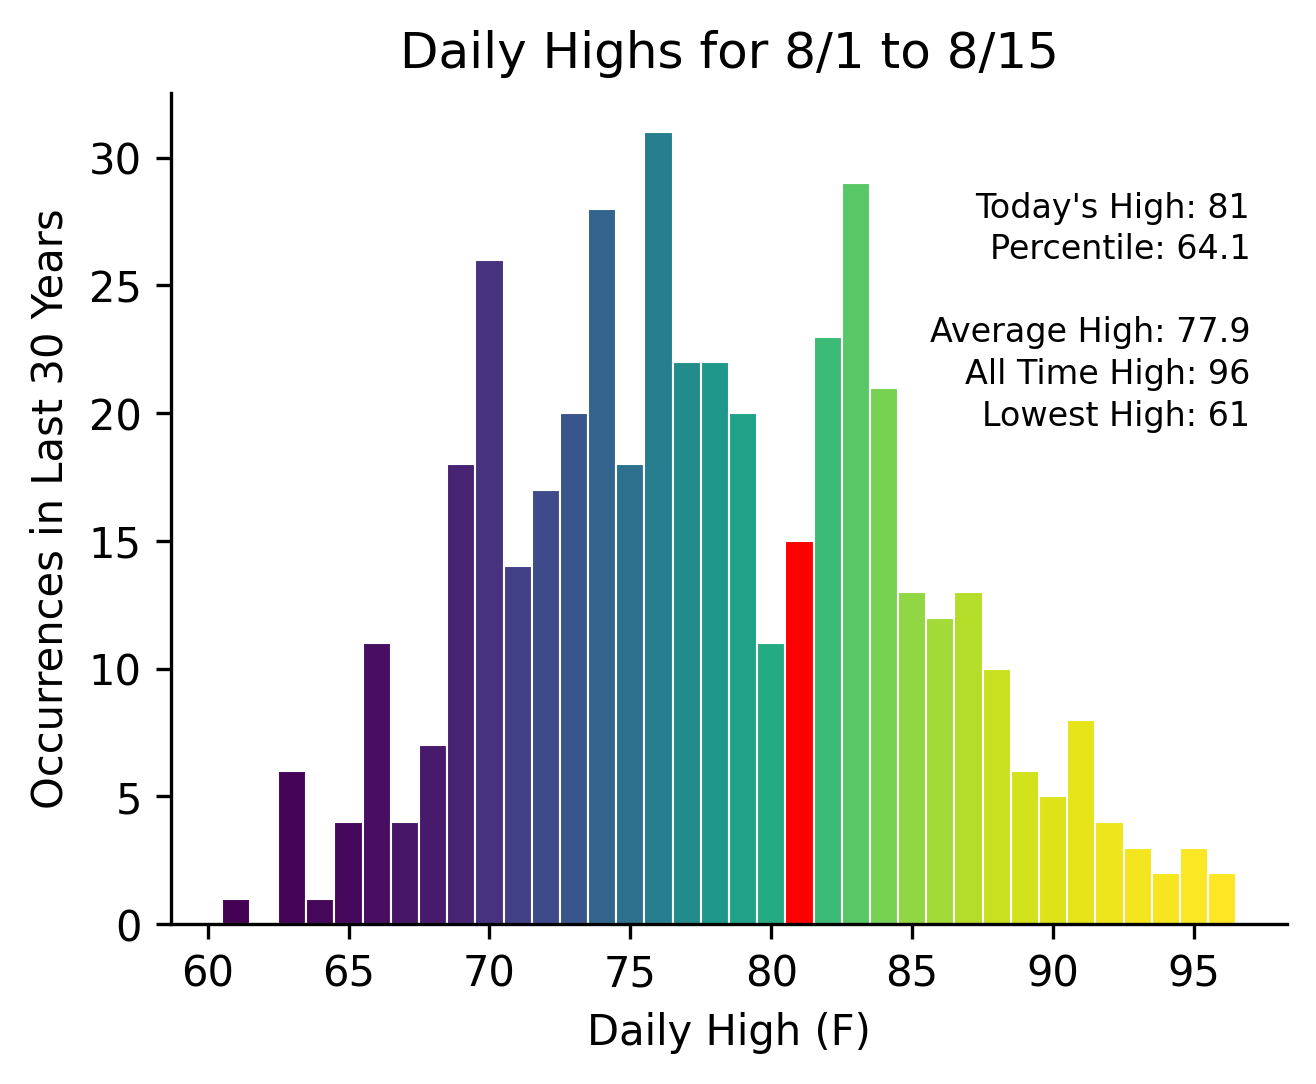 Daily Highs for 8/1 to 8/15
Occurrences in Last 30 Years
30
25
20
15
10
5
0
Today's High: 81
Percentile: 64.1
Average High: 77.9
All Time High: 96
Lowest High: 61
60 65 70 75 80 85 90 95
Daily High (F)